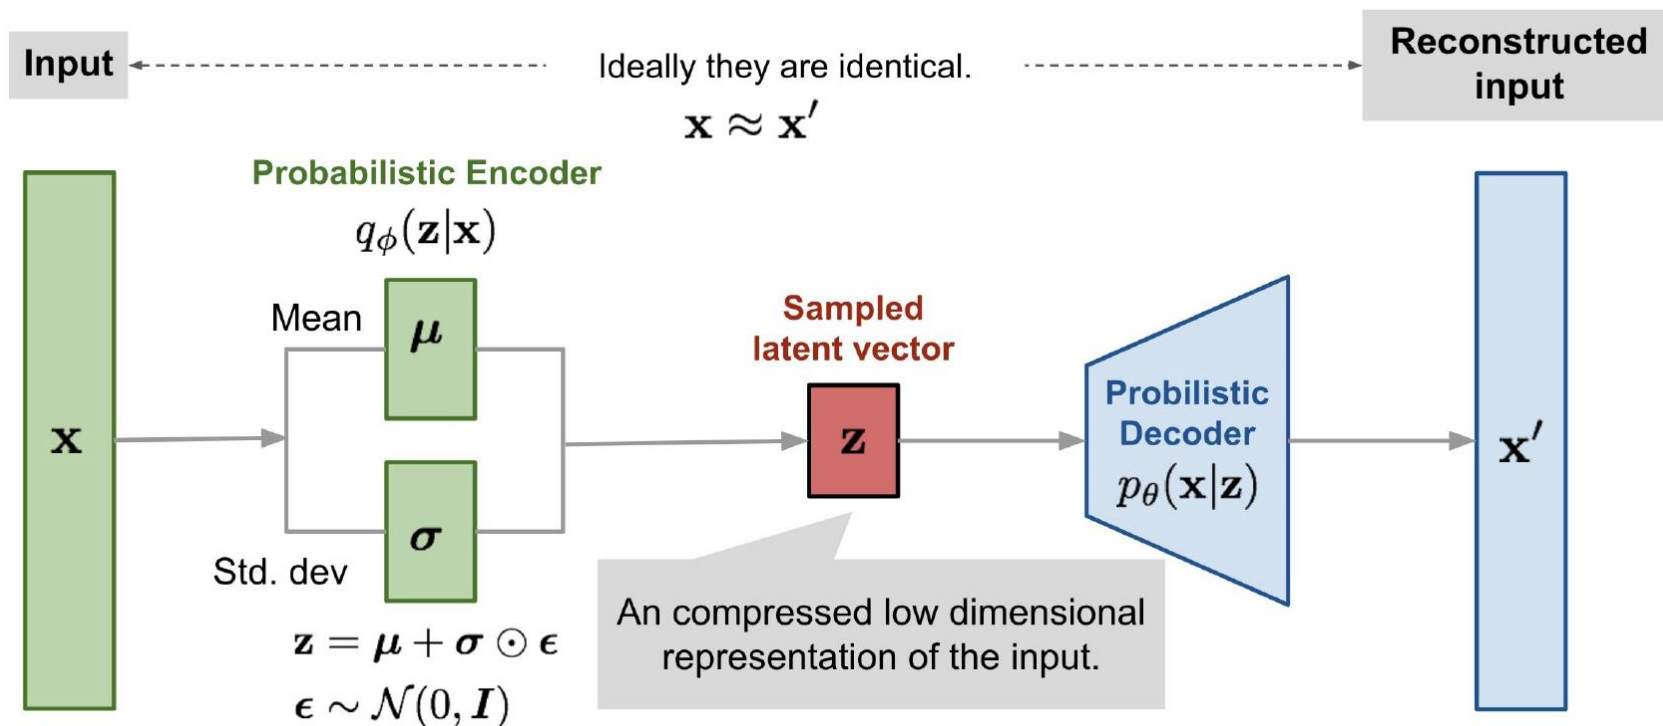 Input
Ideally they are identical.
x ≈ x′
Reconstructed
input
Probabilistic Encoder
qϕ(z|x)
Mean
μ
x
σ
Std. dev
z = μ + σ ⊙ ϵ
ϵ ∼ 𝒩(0, I)
Sampled
latent vector
z
An compressed low dimensional
representation of the input.
Probilistic
Decoder
pθ(x|z)
x′